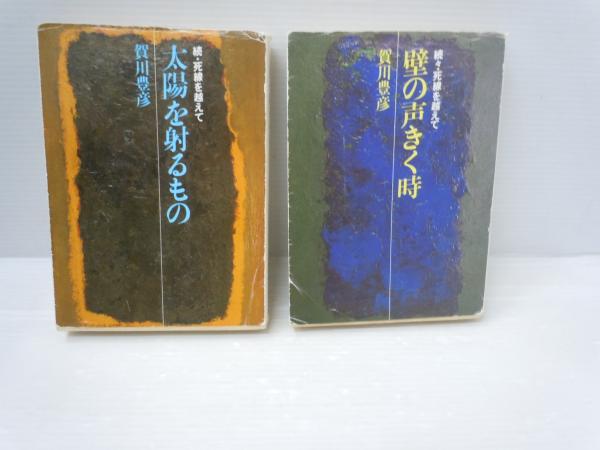 続・死線を越えて
太陽を射るもの
賀川豊彦
続々・死線を越えて
壁の声きく時
賀川豊彦